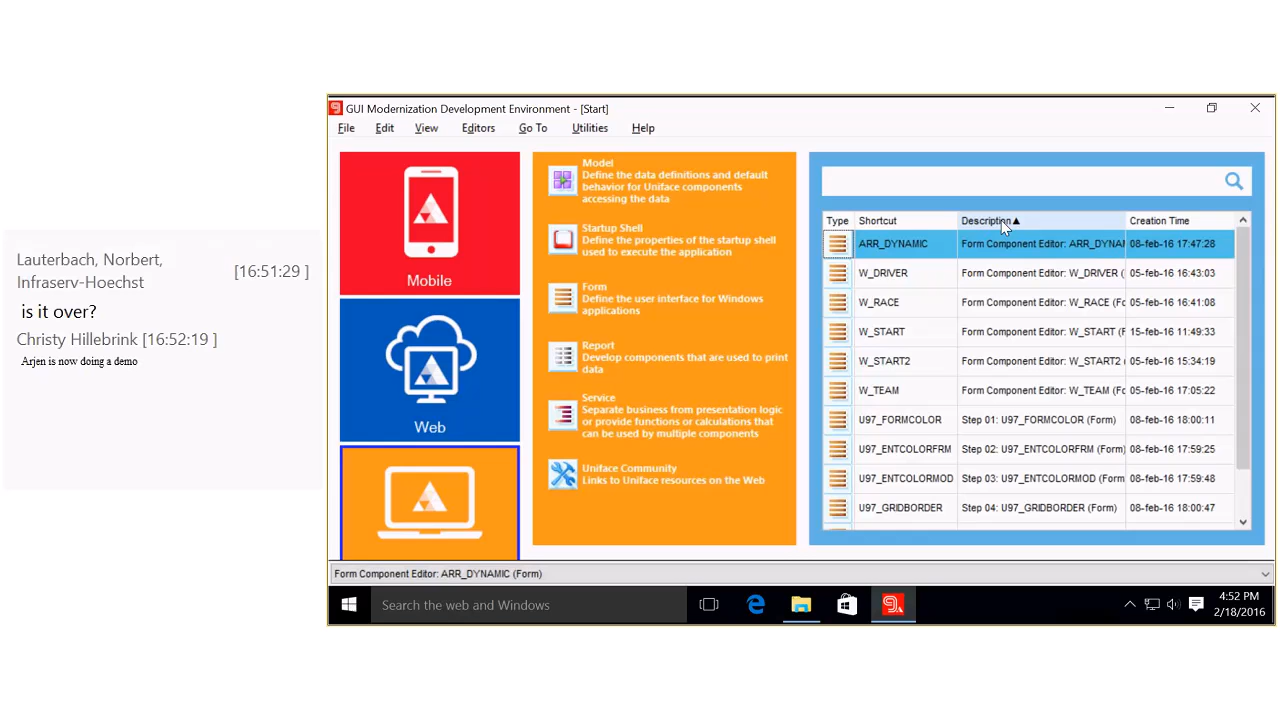 Lauterbach, Norbert,
Infraserv-Hoechst
[16:51:29 ]
is it over?
Christy Hillebrink [16:52:19 ]
Arjen is now doing a demo
GUI Modernization Development Environment - [Start]
File Edit View Editors Go To Utilities Help
Mobile
Web
Model
Define the data definitions and default
behavior for Uniface components
accessing the data
Startup Shell
Define the properties of the startup shell
used to execute the application
Form
Define the user interface for Windows
applications
Report
Develop components that are used to print
data
Service
Separate business from presentation logic
or provide functions or calculations that
can be used by multiple components
Uniface Community
Links to Uniface resources on the Web
Type Shortcut Description Creation Time
ARR_DYNAMIC Form Component Editor: ARR_DYNA 08-feb-16 17:47:28
W_DRIVER Form Component Editor: W_DRIVER ( 05-feb-16 16:43:03
W_RACE Form Component Editor: W_RACE (Fo 05-feb-16 16:41:08
W_START Form Component Editor: W_START (F 15-feb-16 11:49:33
W_START2 Form Component Editor: W_START2 ( 05-feb-16 15:34:19
W_TEAM Form Component Editor: W_TEAM (Fc 05-feb-16 17:05:22
U97_FORMCOLOR Step 01: U97_FORMCOLOR (Form) 08-feb-16 18:00:11
U97_ENTCOLORFRM Step 02: U97_ENTCOLORFRM (Form) 08-feb-16 17:59:25
U97_ENTCOLORMOD Step 03: U97_ENTCOLORMOD (Form 08-feb-16 17:59:48
U97_GRIDBORDER Step 04: U97_GRIDBORDER (Form) 08-feb-16 18:00:47
Form Component Editor: ARR_DYNAMIC (Form)
Search the web and Windows
4:52 PM
2/18/2016